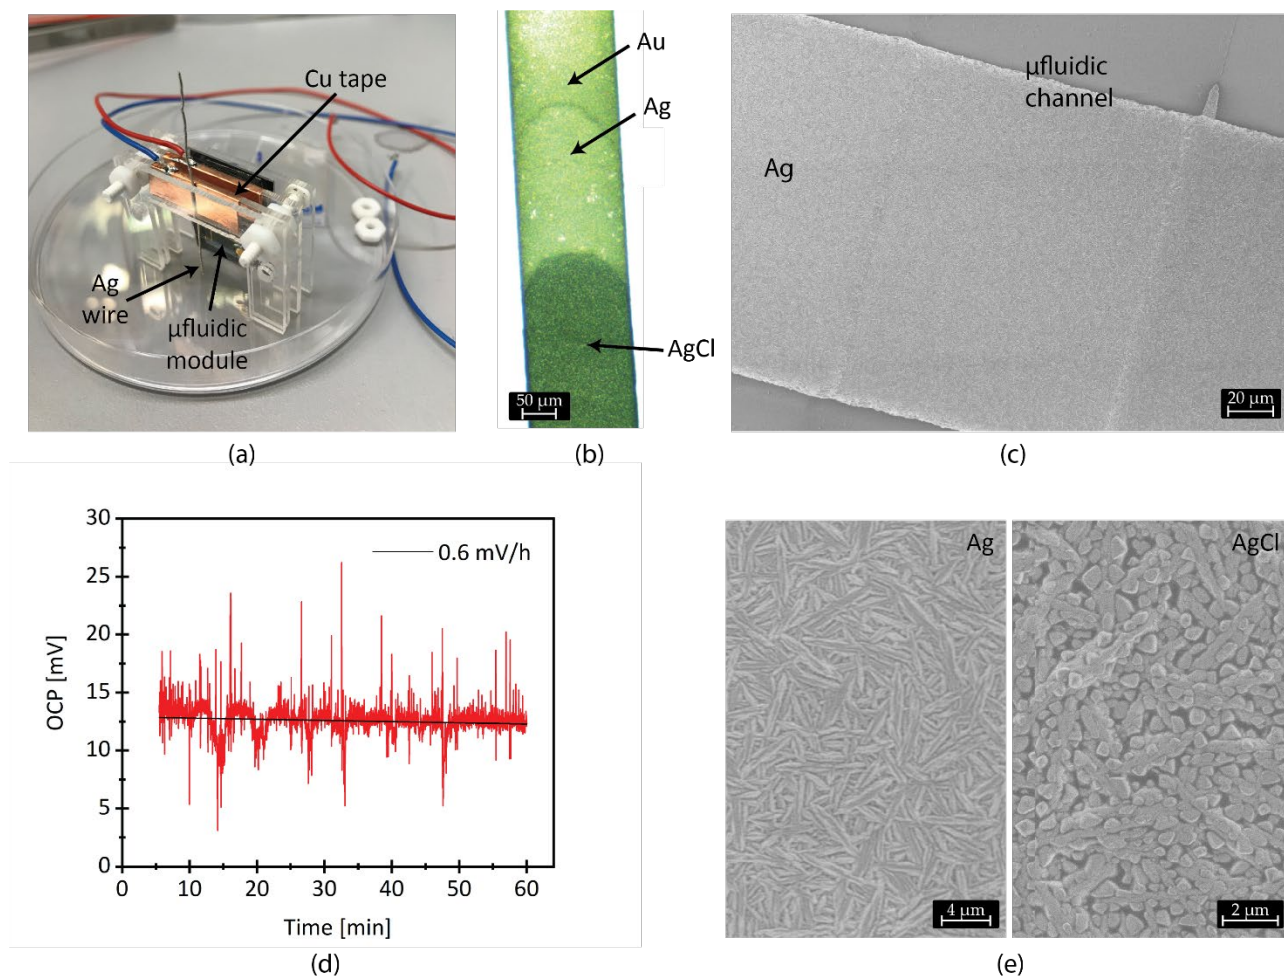 Cu tape
Ag
wire
µfluidic
module
(a)
Au
Ag
AgCl
50 µm
(b)
µfluidic
channel
Ag
20 µm
(c)
30
25
20
15
10
5
0
OCP [mV]
0.6 mV/h
0
10
20
30
40
50
60
Time [min]
(d)
Ag
4 µm
AgCl
2 µm
(e)